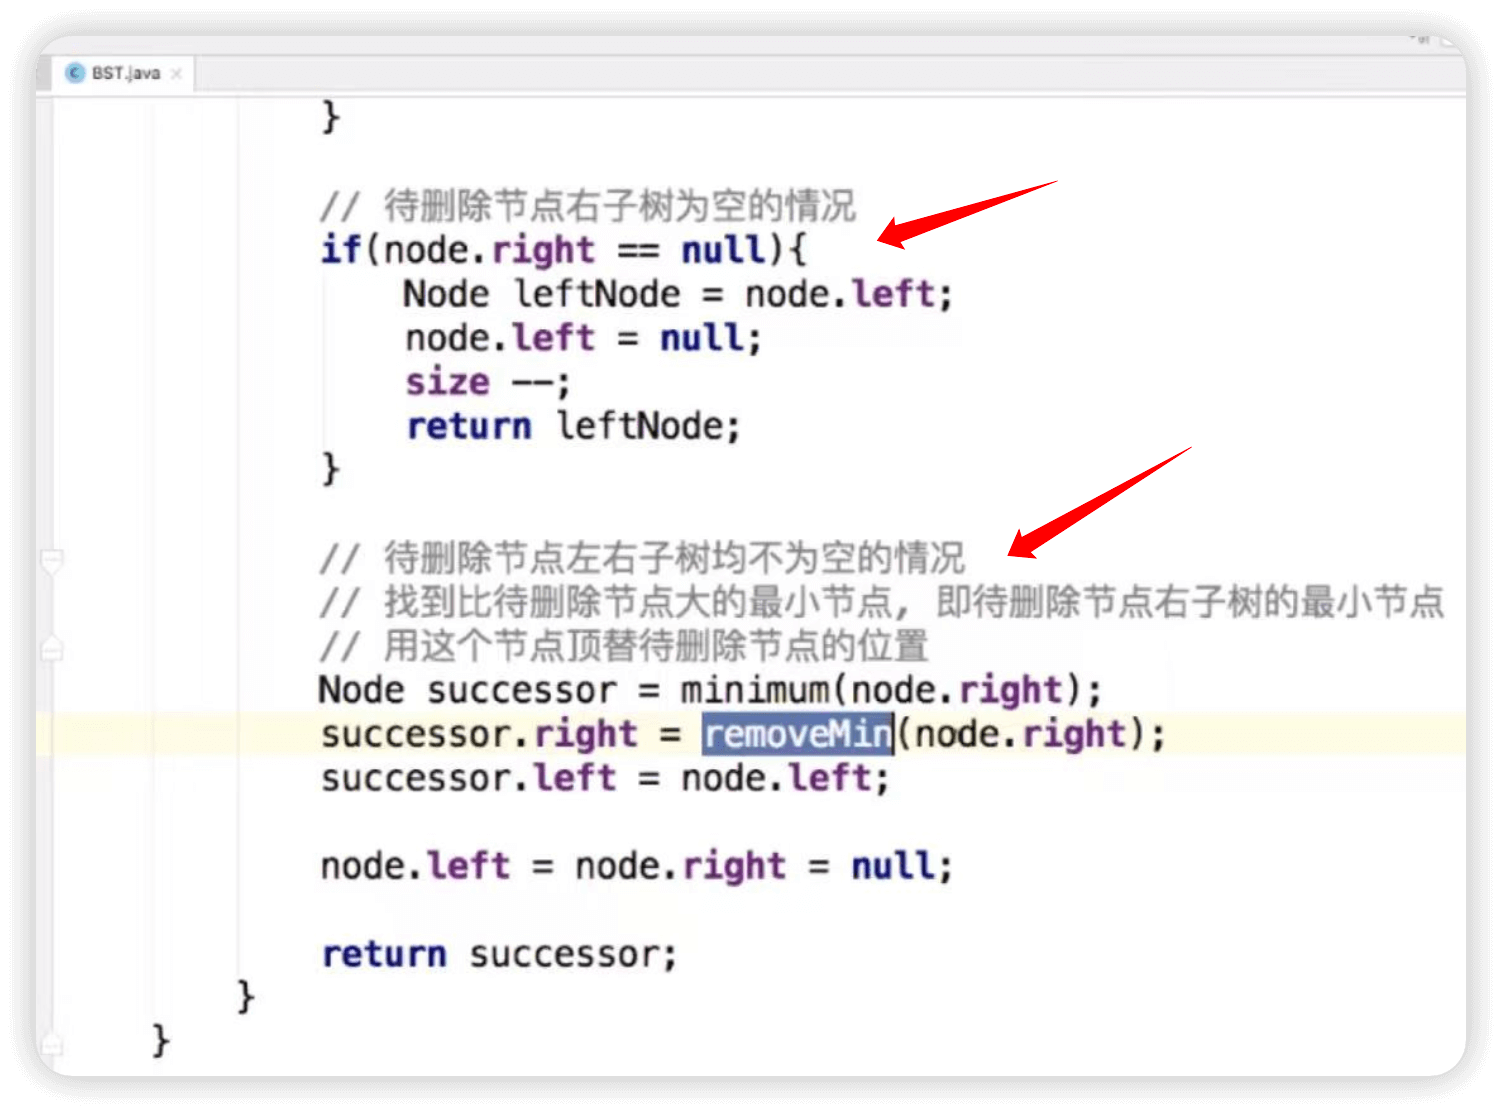 BST.java
}
// 待删除节点右子树为空的情况
if(node.right == null){
Node leftNode = node.left;
node.left = null;
size --;
return leftNode;
}
// 待删除节点左右子树均不为空的情况
// 找到比待删除节点大的最小节点, 即待删除节点右子树的最小节点
// 用这个节点顶替待删除节点的位置
Node successor = minimum(node.right);
successor.right = removeMin(node.right);
successor.left = node.left;
node.left = node.right = null;
return successor;
}
}